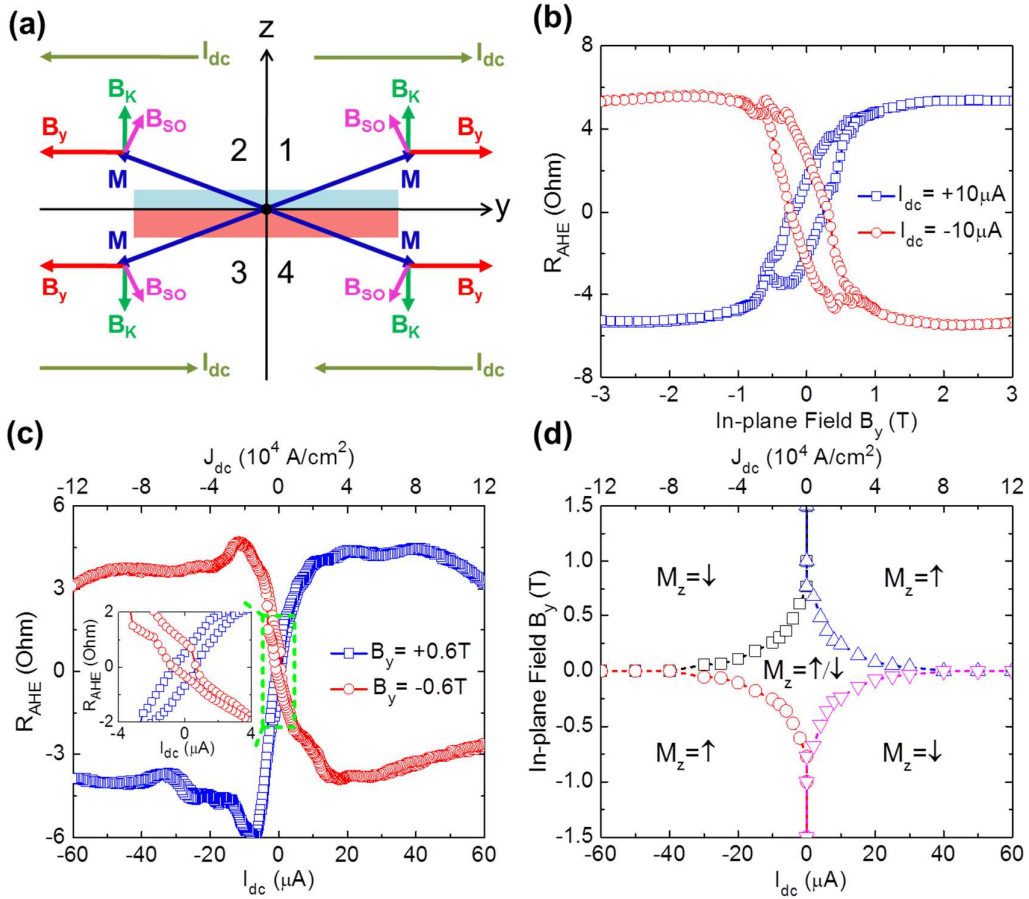 (a)
z
I_dc
I_dc
B_K
B_SO
B_y
B_K
B_SO
B_y
M
2
1
M
y
M
3
4
M
B_y
B_SO
B_K
B_SO
B_y
B_K
I_dc
I_dc
(b)
8
4
0
-4
-8
R_AHE (Ohm)
I_dc= +10μA
I_dc= -10μA
-3 -2 -1 0 1 2 3
In-plane Field B_y (T)
(c)
J_dc (10^4 A/cm^2)
-12 -8 -4 0 4 8 12
6
3
0
-3
-6
R_AHE (Ohm)
B_y= +0.6T
B_y= -0.6T
2
1
0
-1
-2
R_AHE (Ohm)
-4 0 4
I_dc (μA)
-60 -40 -20 0 20 40 60
I_dc (μA)
(d)
J_dc (10^4 A/cm^2)
-12 -8 -4 0 4 8 12
1.5
1.0
0.5
0.0
-0.5
-1.0
-1.5
In-plane Field B_y (T)
M_z=↓
M_z=↑
M_z=↑/↓
M_z=↑
M_z=↓
-60 -40 -20 0 20 40 60
I_dc (μA)